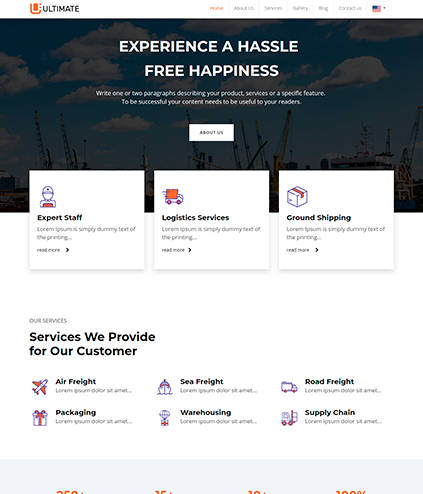 ULTIMATE
Home About Us Services Gallery Blog Contact us
EXPERIENCE A HASSLE
FREE HAPPINESS
Write one or two paragraphs describing your product, services or a specific feature.
To be successful your content needs to be useful to your readers.
ABOUT US
Expert Staff
Lorem Ipsum is simply dummy text of
the printing...
read more
Logistics Services
Lorem Ipsum is simply dummy text of
the printing...
read more
Ground Shipping
Lorem Ipsum is simply dummy text of
the printing...
read more
OUR SERVICES
Services We Provide
for Our Customer
Air Freight
Lorem ipsum dolor sit amet...
Sea Freight
Lorem ipsum dolor sit amet...
Road Freight
Lorem ipsum dolor sit amet...
Packaging
Lorem ipsum dolor sit amet...
Warehousing
Lorem ipsum dolor sit amet...
Supply Chain
Lorem ipsum dolor sit amet...